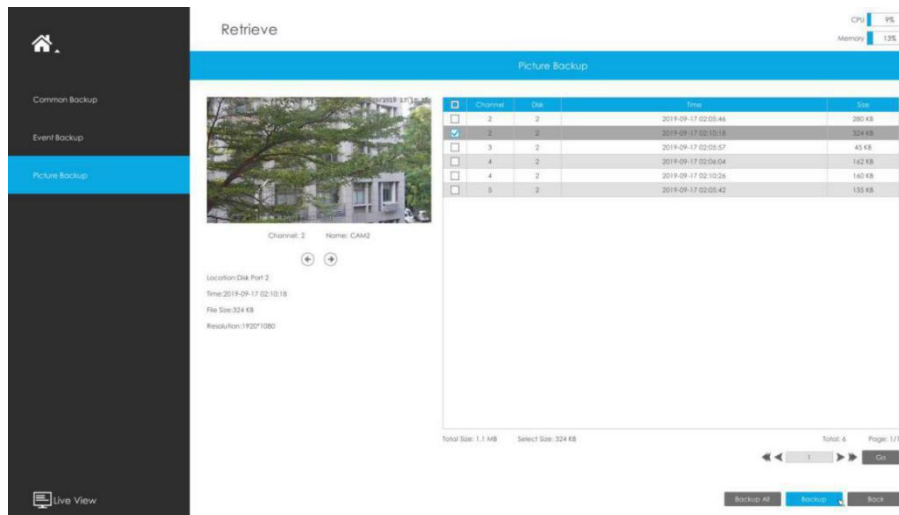 Retrieve
CPU 9%
Memory 13%
Picture Backup
Common Backup
Event Backup
Picture Backup
Channel Disk Time Size
2 2 2019-09-17 02:05:46 280 KB
2 2 2019-09-17 02:10:18 324 KB
3 2 2019-09-17 02:05:57 45 KB
4 2 2019-09-17 02:06:04 162 KB
4 2 2019-09-17 02:10:26 160 KB
5 2 2019-09-17 02:05:42 135 KB
Channel: 2 Name: CAM2
Location:Disk Port 2
Time:2019-09-17 02:10:18
File Size:324 KB
Resolution:1920*1080
Total Size: 1.1 MB Select Size: 324 KB Total: 6 Page: 1/1
1 Go
Live View
Backup All Backup Back